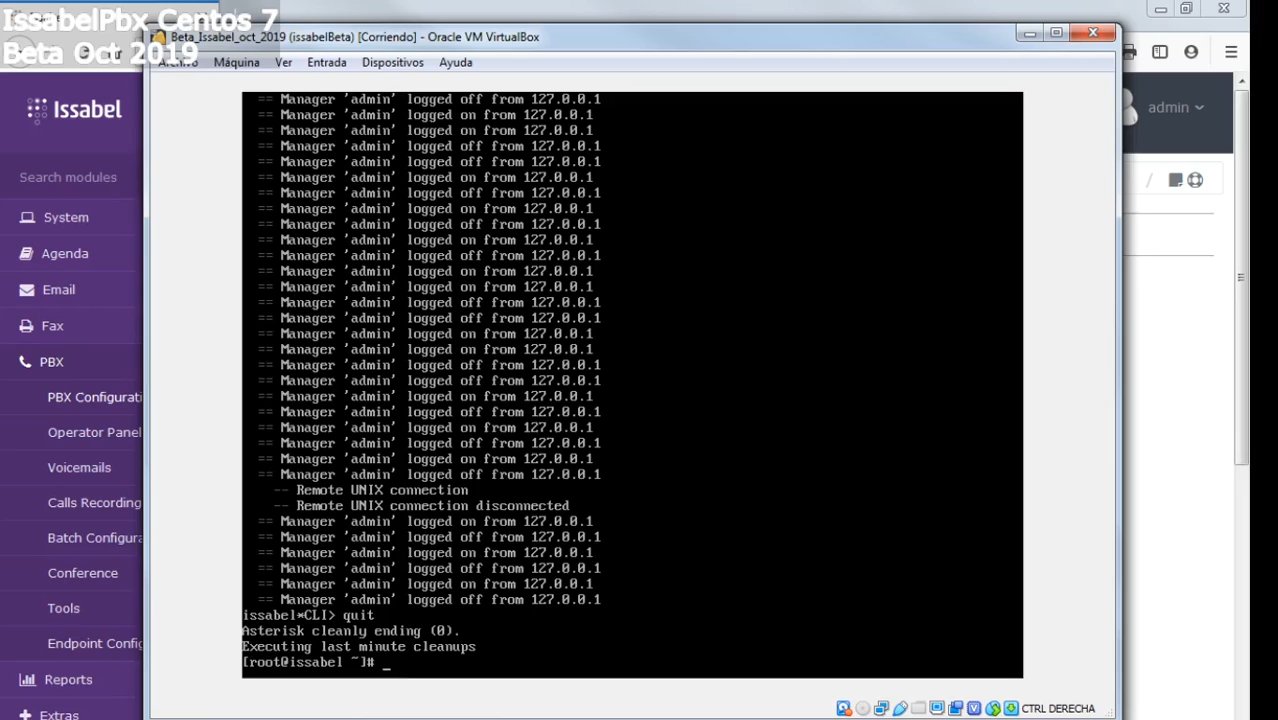 IssabelPbx Centos 7
Beta Oct 2019
Beta_Issabel_oct_2019 (issabelBeta) [Corriendo] - Oracle VM VirtualBox
Archivo Máquina Ver Entrada Dispositivos Ayuda
Issabel
admin
/
Search modules
System
Agenda
Email
Fax
PBX
PBX Configurati
Operator Panel
Voicemails
Calls Recording
Batch Configura
Conference
Tools
Endpoint Config
Reports
Extras
== Manager 'admin' logged off from 127.0.0.1
== Manager 'admin' logged on from 127.0.0.1
== Manager 'admin' logged on from 127.0.0.1
== Manager 'admin' logged off from 127.0.0.1
== Manager 'admin' logged off from 127.0.0.1
== Manager 'admin' logged on from 127.0.0.1
== Manager 'admin' logged off from 127.0.0.1
== Manager 'admin' logged on from 127.0.0.1
== Manager 'admin' logged off from 127.0.0.1
== Manager 'admin' logged on from 127.0.0.1
== Manager 'admin' logged off from 127.0.0.1
== Manager 'admin' logged on from 127.0.0.1
== Manager 'admin' logged on from 127.0.0.1
== Manager 'admin' logged off from 127.0.0.1
== Manager 'admin' logged off from 127.0.0.1
== Manager 'admin' logged on from 127.0.0.1
== Manager 'admin' logged on from 127.0.0.1
== Manager 'admin' logged off from 127.0.0.1
== Manager 'admin' logged off from 127.0.0.1
== Manager 'admin' logged on from 127.0.0.1
== Manager 'admin' logged off from 127.0.0.1
== Manager 'admin' logged on from 127.0.0.1
== Manager 'admin' logged off from 127.0.0.1
== Manager 'admin' logged on from 127.0.0.1
== Manager 'admin' logged off from 127.0.0.1
-- Remote UNIX connection
-- Remote UNIX connection disconnected
== Manager 'admin' logged on from 127.0.0.1
== Manager 'admin' logged off from 127.0.0.1
== Manager 'admin' logged on from 127.0.0.1
== Manager 'admin' logged off from 127.0.0.1
== Manager 'admin' logged on from 127.0.0.1
== Manager 'admin' logged off from 127.0.0.1
issabel*CLI> quit
Asterisk cleanly ending (0).
Executing last minute cleanups
[root@issabel ~]# _
CTRL DERECHA